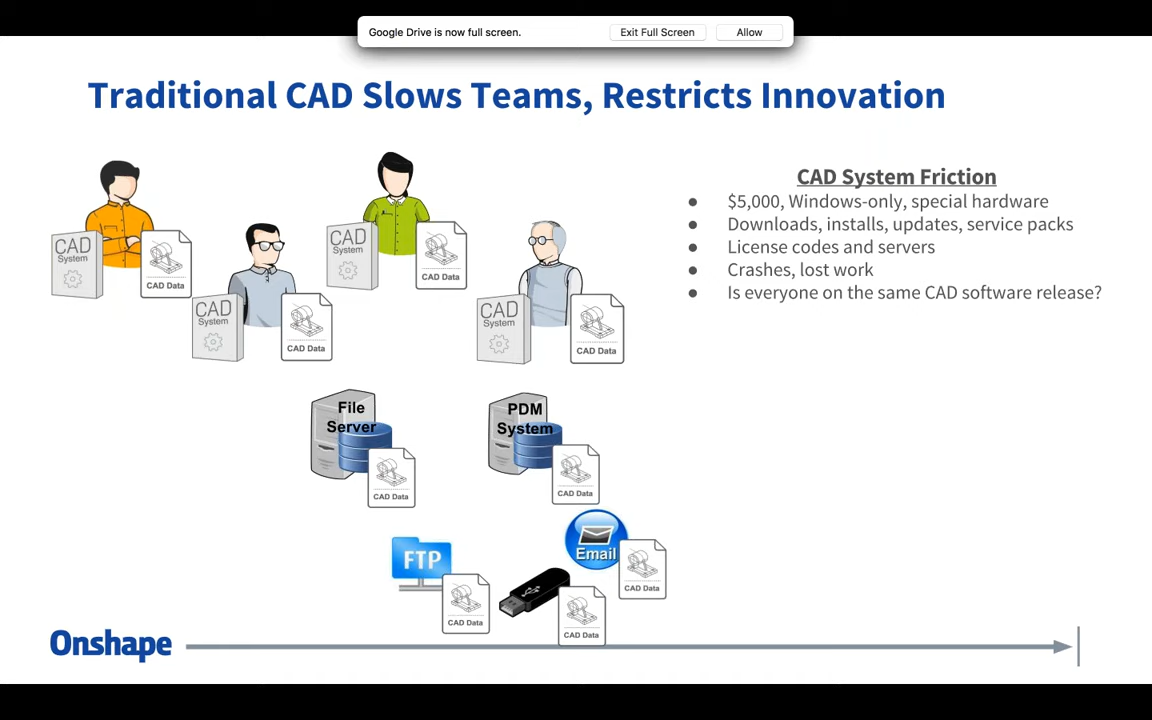 Google Drive is now full screen.
Exit Full Screen
Allow
Traditional CAD Slows Teams, Restricts Innovation
CAD System Friction
● $5,000, Windows-only, special hardware
● Downloads, installs, updates, service packs
● License codes and servers
● Crashes, lost work
● Is everyone on the same CAD software release?
CAD
System
CAD Data
CAD
System
CAD Data
CAD
System
CAD Data
CAD
System
CAD Data
File
Server
CAD Data
PDM
System
CAD Data
FTP
CAD Data
CAD Data
Email
CAD Data
Onshape